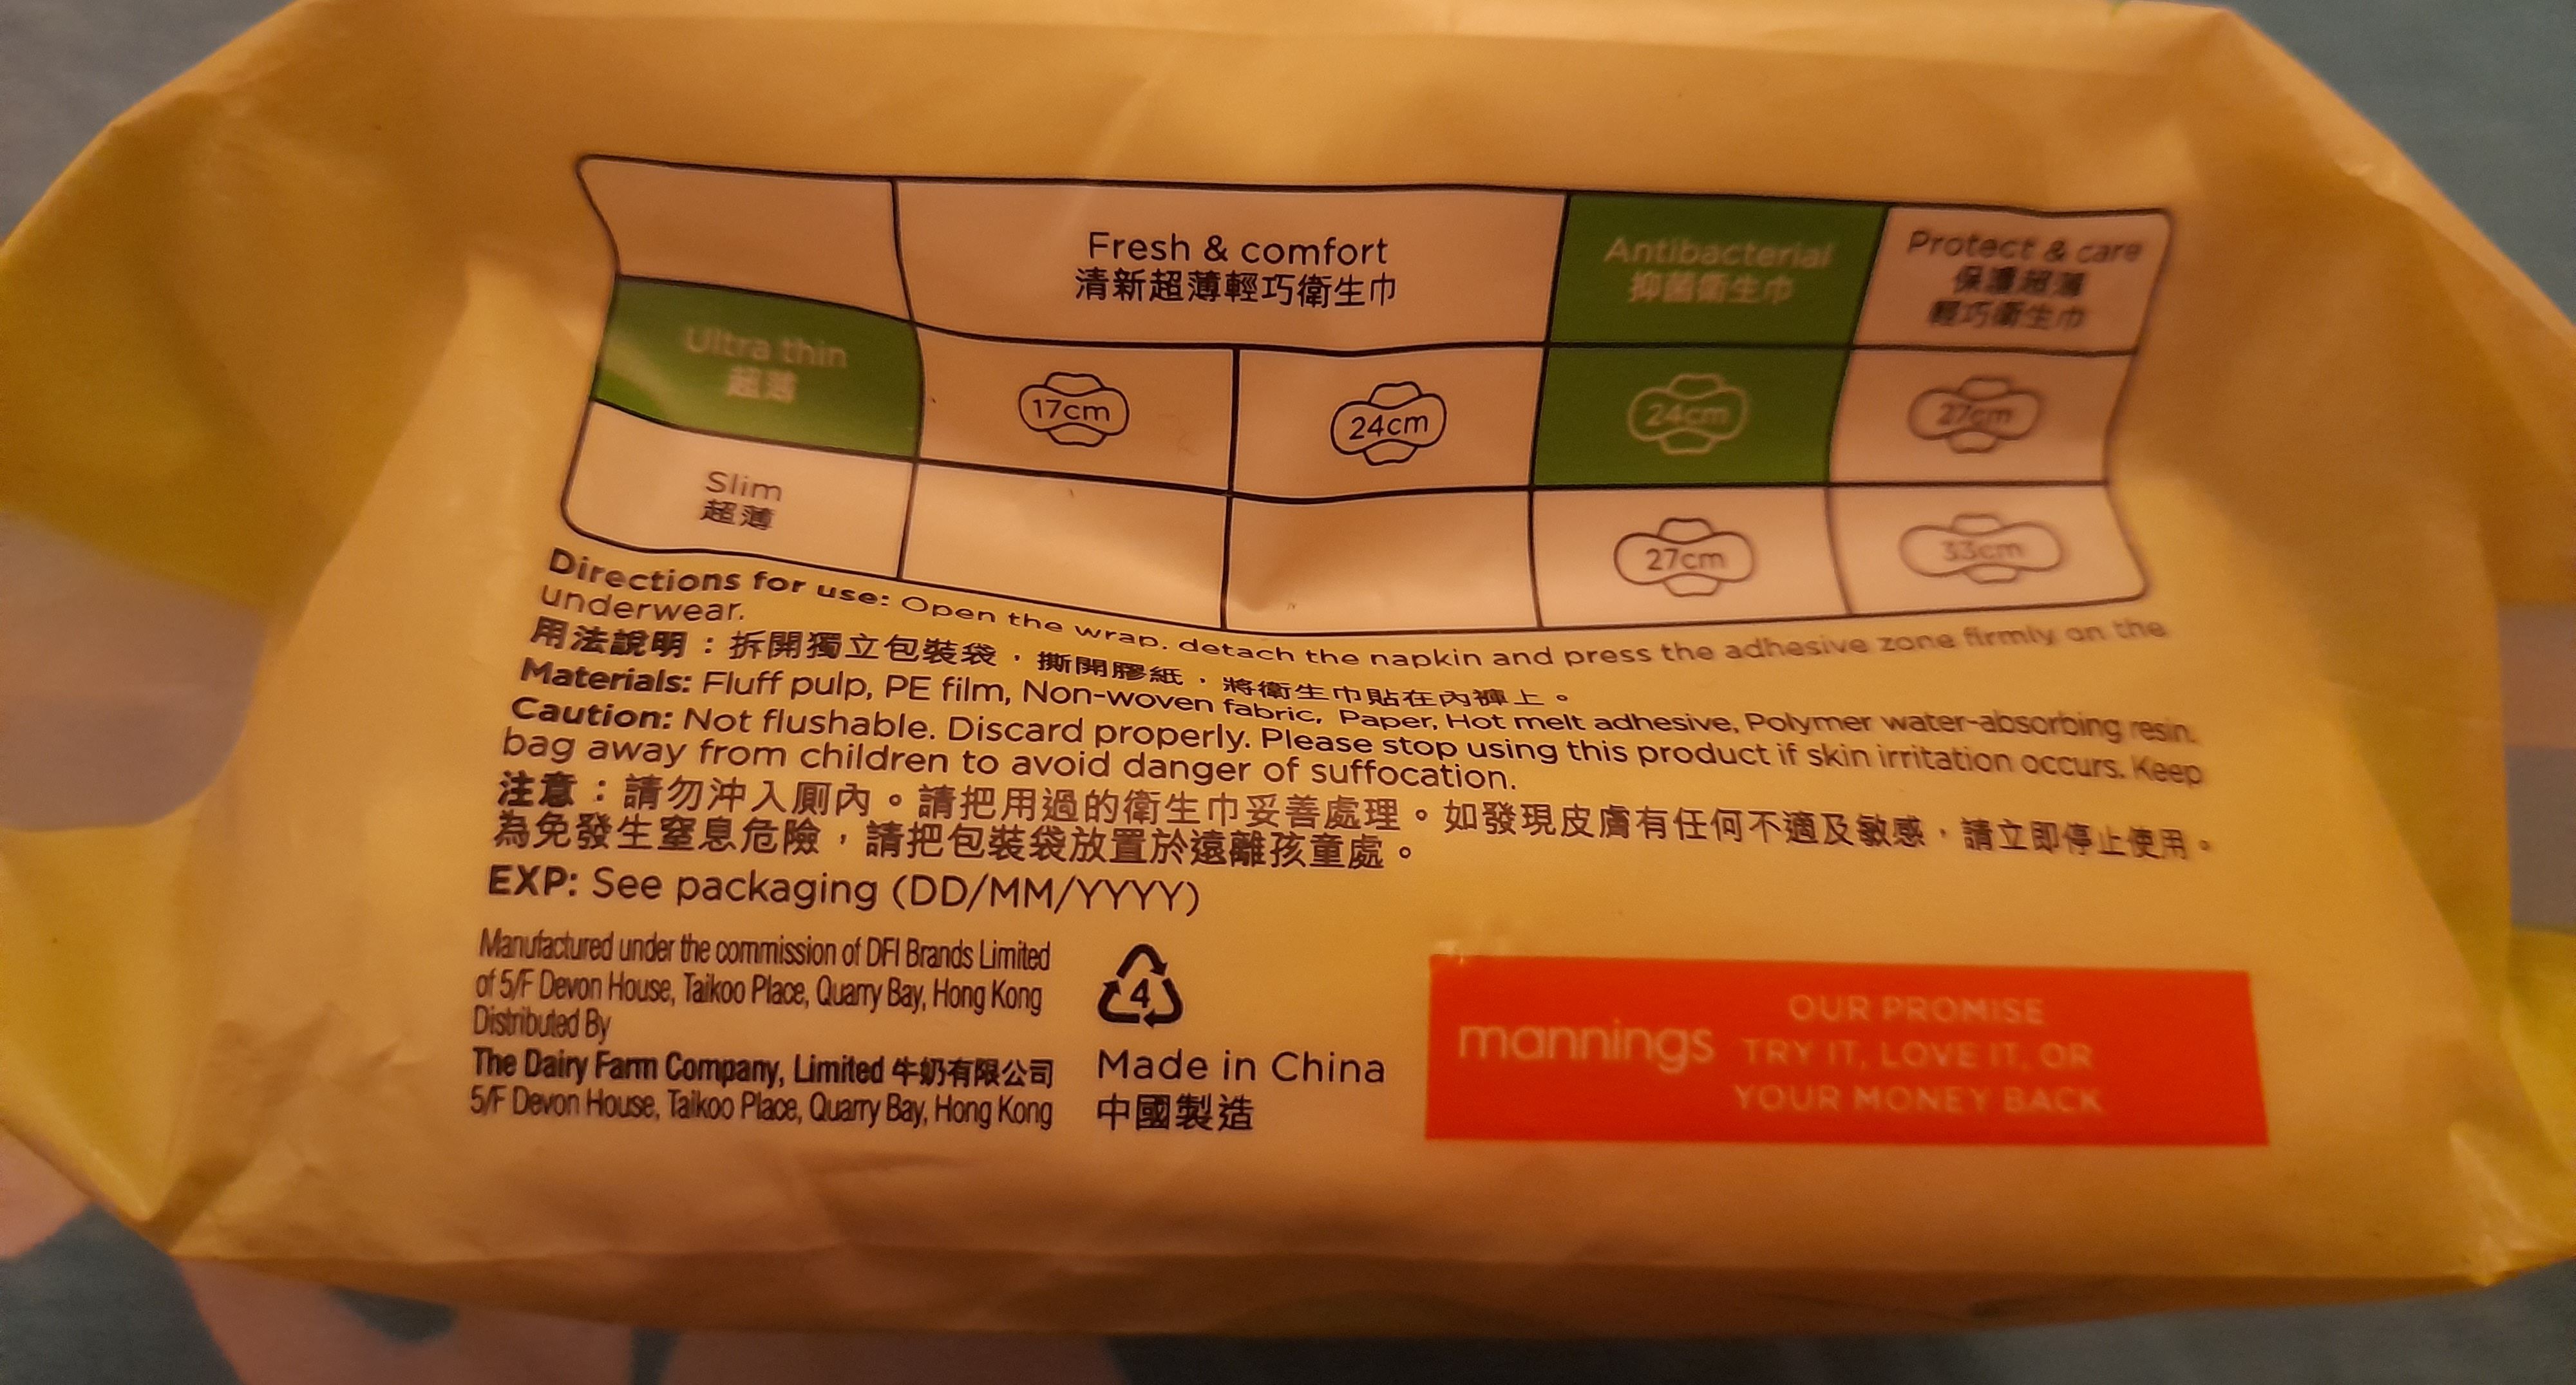 Fresh & comfort
清新超薄輕巧衛生巾
Antibacterial
抑菌衛生巾
Protect & care
保護超薄
輕巧衛生巾
Ultra thin
超薄
17cm
24cm
24cm
27cm
Slim
超薄
27cm
33cm
Directions for use: Open the wrap. detach the napkin and press the adhesive zone firmly on the
underwear.
用法說明：拆開獨立包裝袋，撕開膠紙，將衛生巾貼在內褲上。
Materials: Fluff pulp, PE film, Non-woven fabric, Paper, Hot melt adhesive, Polymer water-absorbing resin.
Caution: Not flushable. Discard properly. Please stop using this product if skin irritation occurs. Keep
bag away from children to avoid danger of suffocation.
注意：請勿沖入厠內。請把用過的衛生巾妥善處理。如發現皮膚有任何不適及敏感，請立即停止使用。
為免發生窒息危險，請把包裝袋放置於遠離孩童處。
EXP: See packaging (DD/MM/YYYY)
Manufactured under the commission of DFI Brands Limited
of 5/F Devon House, Taikoo Place, Quarry Bay, Hong Kong
Distributed By
The Dairy Farm Company, Limited 牛奶有限公司
5/F Devon House, Taikoo Place, Quarry Bay, Hong Kong
4
Made in China
中國製造
mannings
OUR PROMISE
TRY IT, LOVE IT, OR
YOUR MONEY BACK